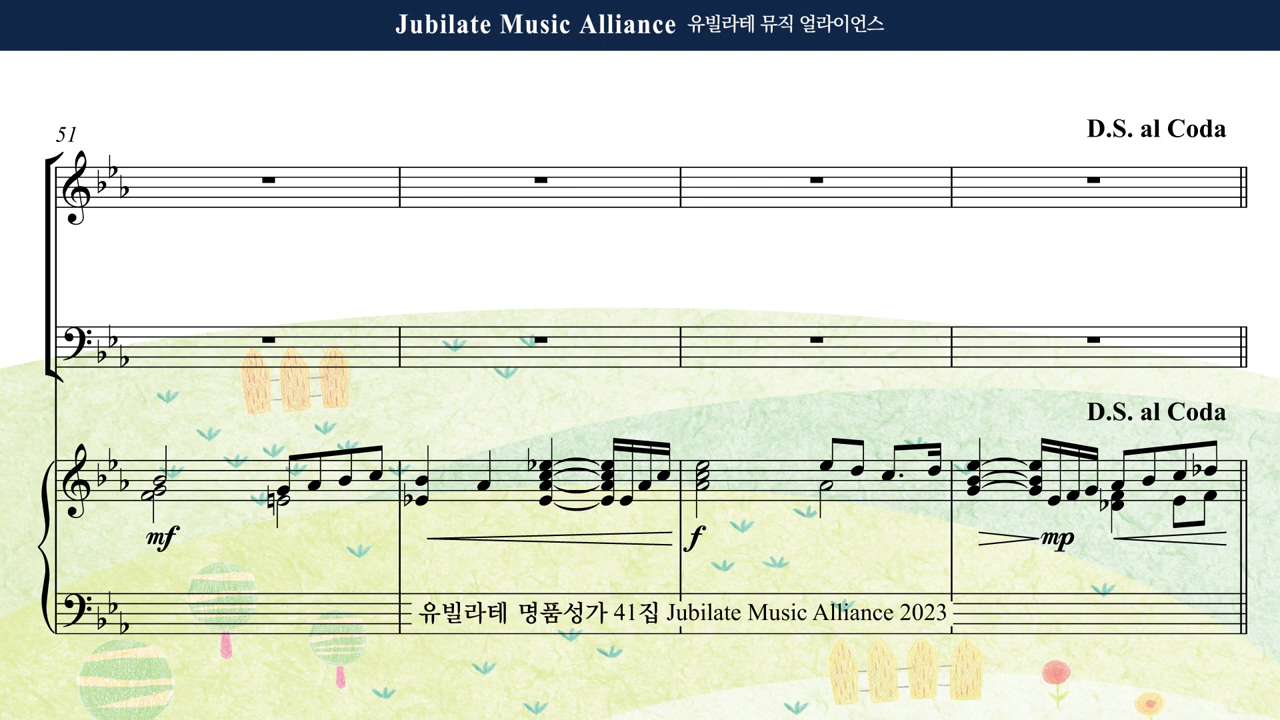 Jubilate Music Alliance 유빌라테 뮤직 얼라이언스
D.S. al Coda
51
D.S. al Coda
mf
f
mp
유빌라테 명품성가 41집 Jubilate Music Alliance 2023